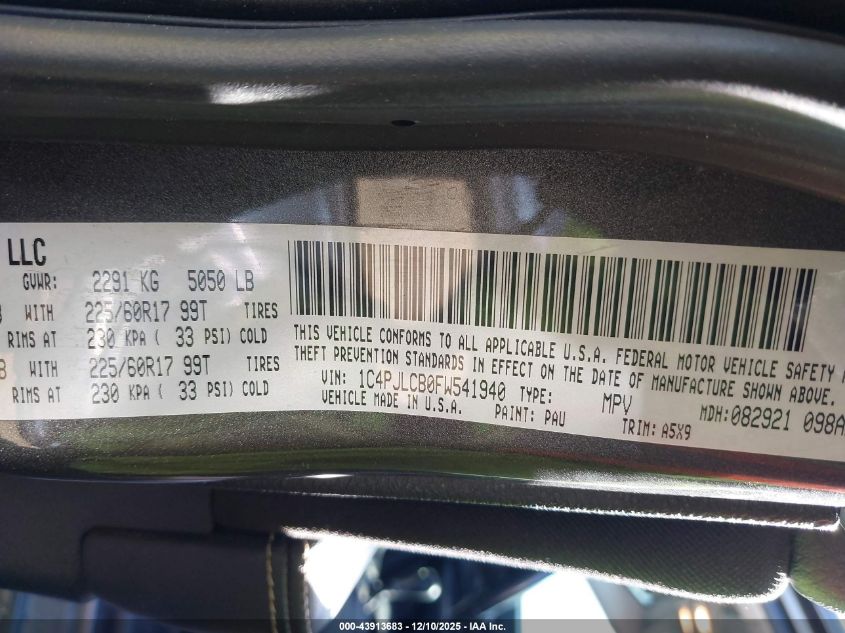 LLC
GVWR: 2291 KG 5050 LB
WITH 225/60R17 99T TIRES
RIMS AT 230 KPA ( 33 PSI) COLD
WITH 225/60R17 99T TIRES
RIMS AT 230 KPA ( 33 PSI) COLD
THIS VEHICLE CONFORMS TO ALL APPLICABLE U.S.A. FEDERAL MOTOR VEHICLE SAFETY
THEFT PREVENTION STANDARDS IN EFFECT ON THE DATE OF MANUFACTURE SHOWN ABOVE.
VIN: 1C4PJLCB0FW541940 TYPE: MPV MDH:082921 098A
VEHICLE MADE IN U.S.A. PAINT: PAU TRIM: A5X9
000-43913683 - 12/10/2025 - IAA Inc.